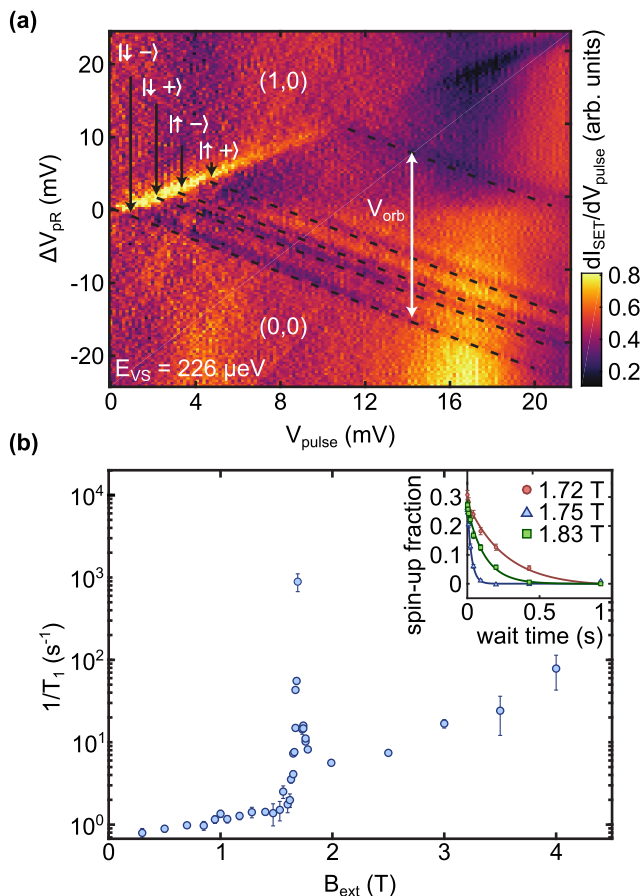 (a)
|↓ −⟩
|↓ +⟩
|↑ −⟩
|↑ +⟩
(1,0)
(0,0)
V_orb
E_VS = 226 μeV
20
10
0
-10
-20
ΔV_pR (mV)
0 4 8 12 16 20
V_pulse (mV)
dI_SET/dV_pulse (arb. units)
0.8
0.6
0.4
0.2
(b)
10^4
10^3
10^2
10^1
10^0
1/T_1 (s^-1)
0 1 2 3 4
B_ext (T)
spin-up fraction
0.3
0.2
0.1
0
1.72 T
1.75 T
1.83 T
0 0.5 1
wait time (s)